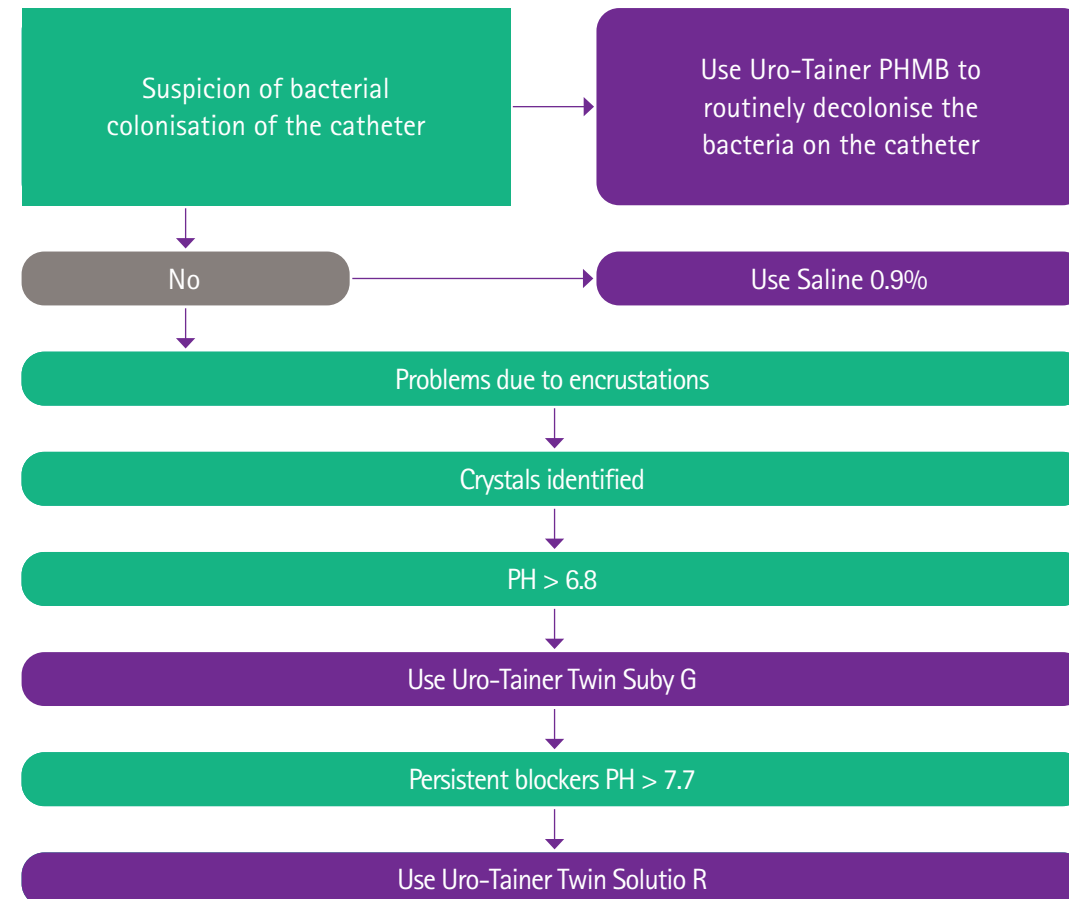 Suspicion of bacterial
colonisation of the catheter
Use Uro-Tainer PHMB to
routinely decolonise the
bacteria on the catheter
No
Use Saline 0.9%
Problems due to encrustations
Crystals identified
PH > 6.8
Use Uro-Tainer Twin Suby G
Persistent blockers PH > 7.7
Use Uro-Tainer Twin Solutio R